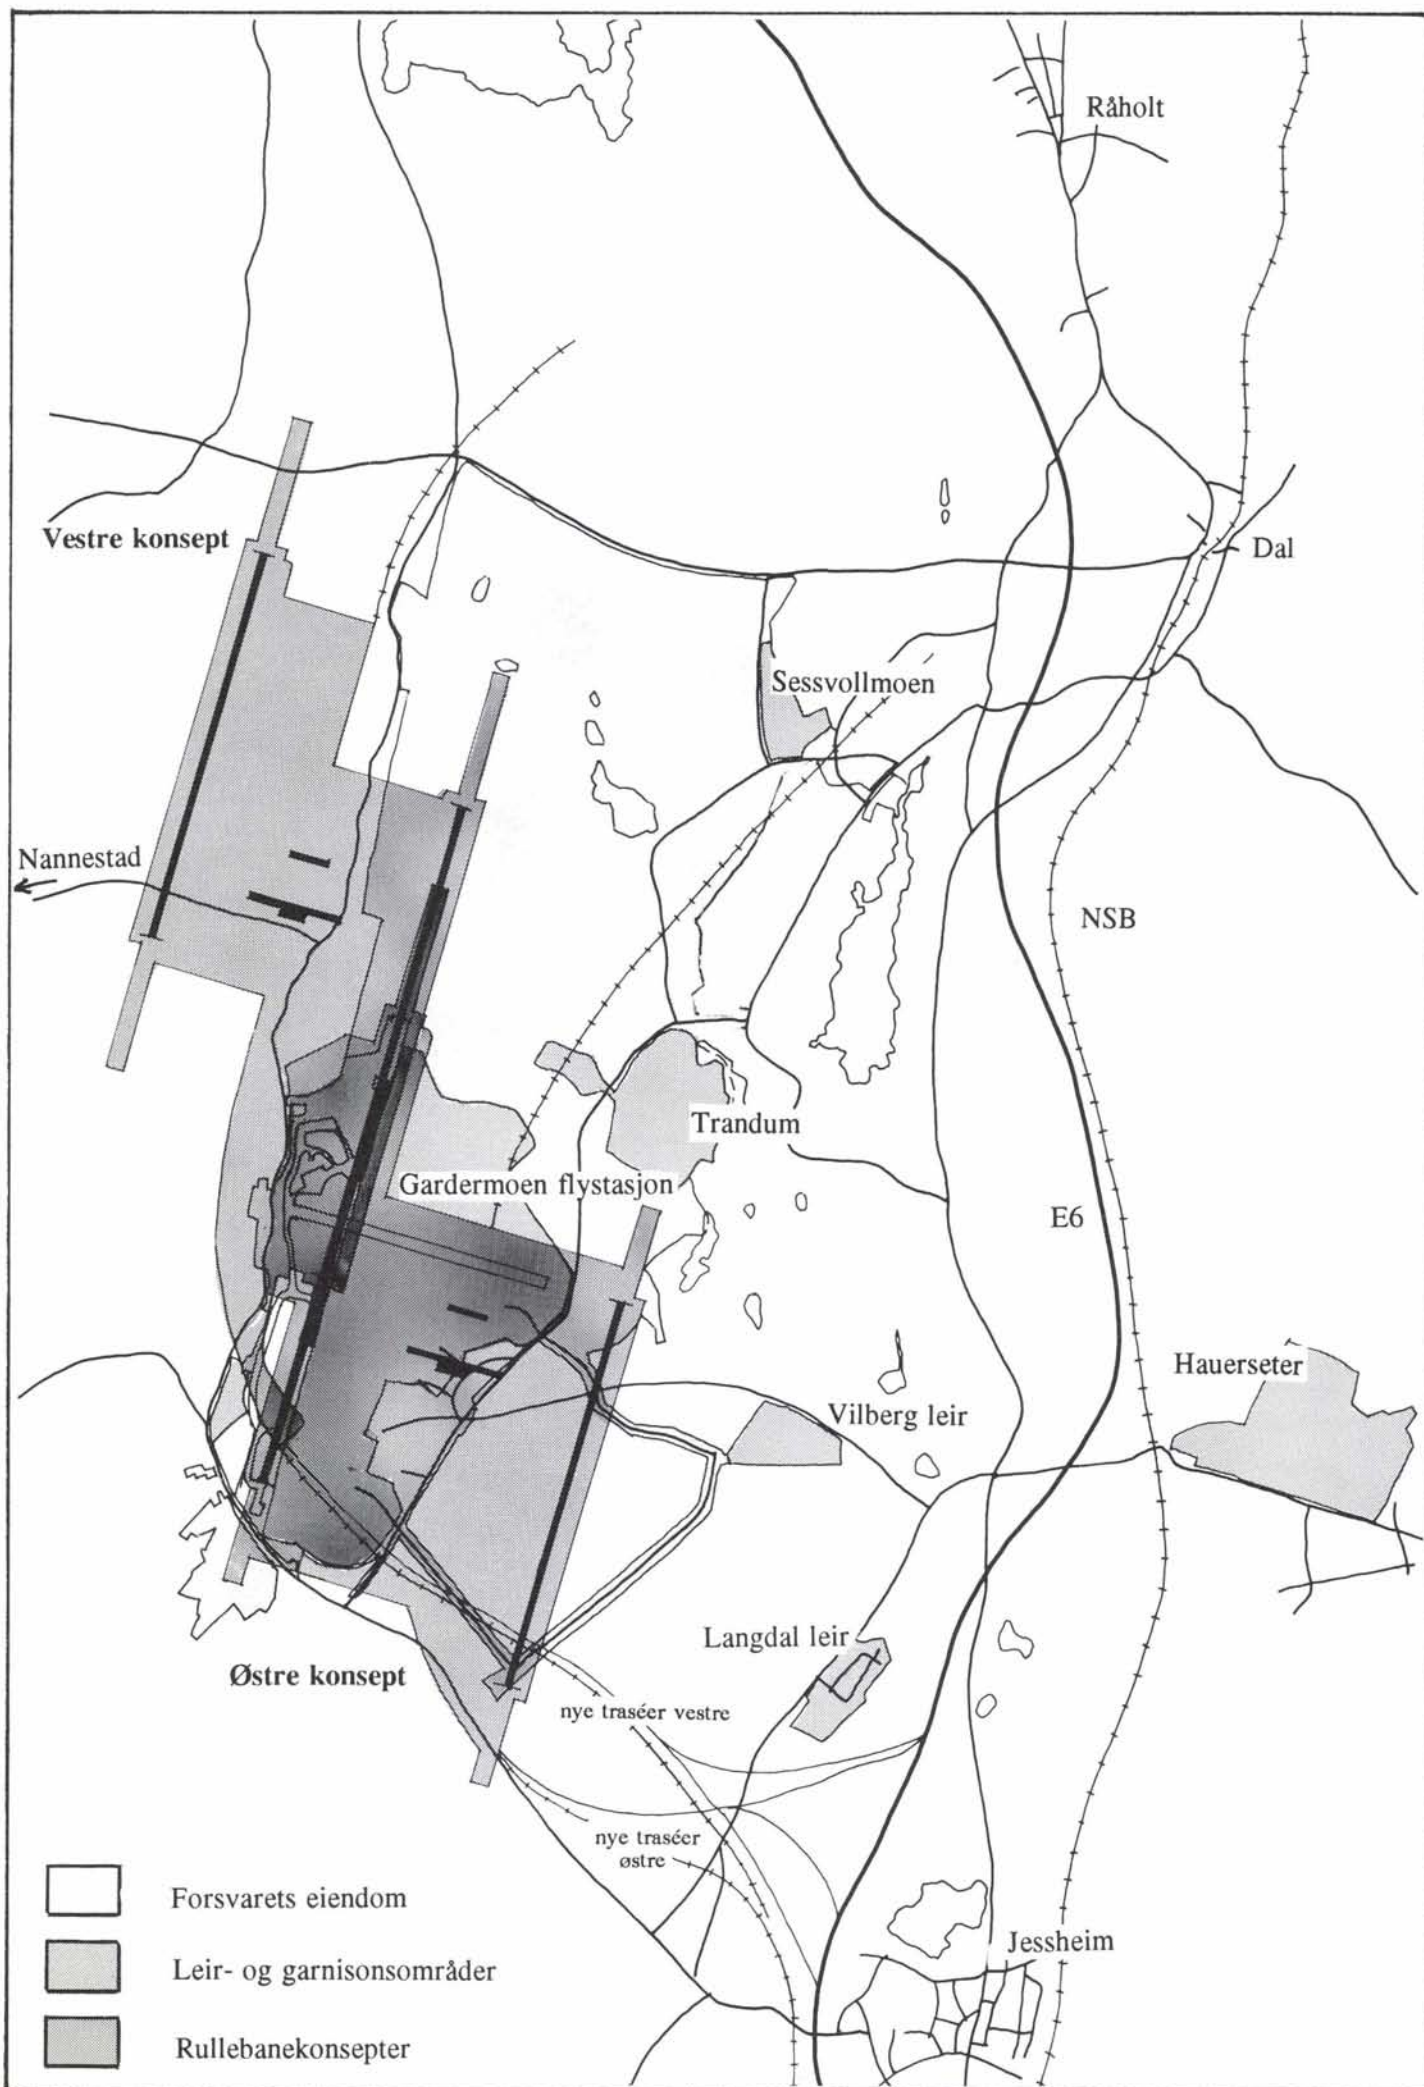 Råholt
Vestre konsept
Dal
Sessvollmoen
Nannestad
NSB
Trandum
Gardermoen flystasjon
E6
Hauerseter
Vilberg leir
Langdal leir
Østre konsept
nye traséer vestre
nye traséer
østre
Forsvarets eiendom
Jessheim
Leir- og garnisonsområder
Rullebanekonsepter